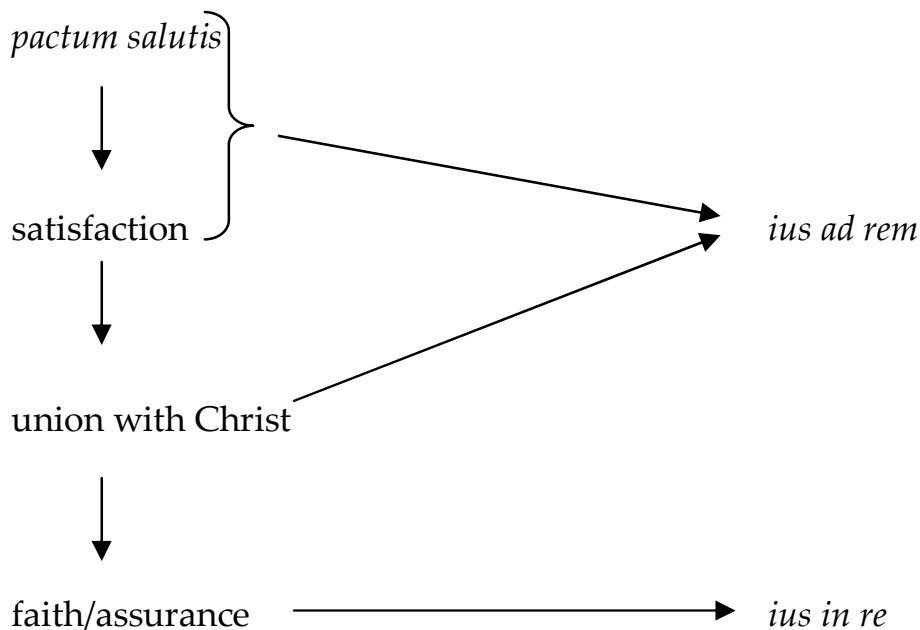 pactum salutis
satisfaction
ius ad rem
union with Christ
faith/assurance
ius in re